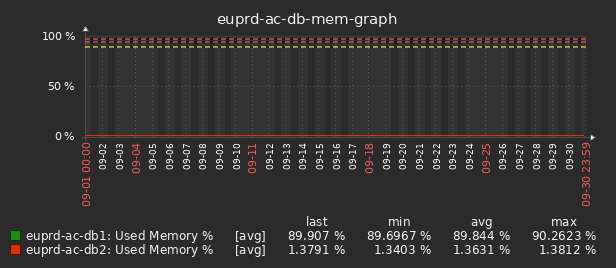 euprd-ac-db-mem-graph
100 %
50 %
0 %
09-01 00:00 09-02 09-03 09-04 09-05 09-06 09-07 09-08 09-09 09-10 09-11 09-12 09-13 09-14 09-15 09-16 09-17 09-18 09-19 09-20 09-21 09-22 09-23 09-24 09-25 09-26 09-27 09-28 09-29 09-30 09-30 23:59
last min avg max
euprd-ac-db1: Used Memory % [avg] 89.907 % 89.6967 % 89.844 % 90.2623 %
euprd-ac-db2: Used Memory % [avg] 1.3791 % 1.3403 % 1.3631 % 1.3812 %